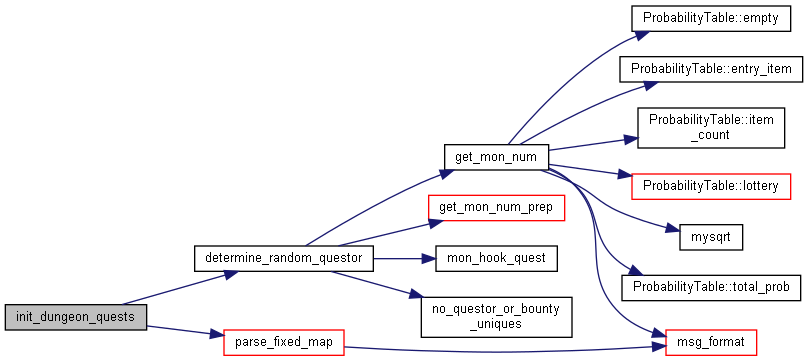 ProbabilityTable::empty
ProbabilityTable::entry_item
ProbabilityTable::item
_count
get_mon_num
ProbabilityTable::lottery
get_mon_num_prep
mysqrt
determine_random_questor
mon_hook_quest
ProbabilityTable::total_prob
no_questor_or_bounty
_uniques
init_dungeon_quests
parse_fixed_map
msg_format